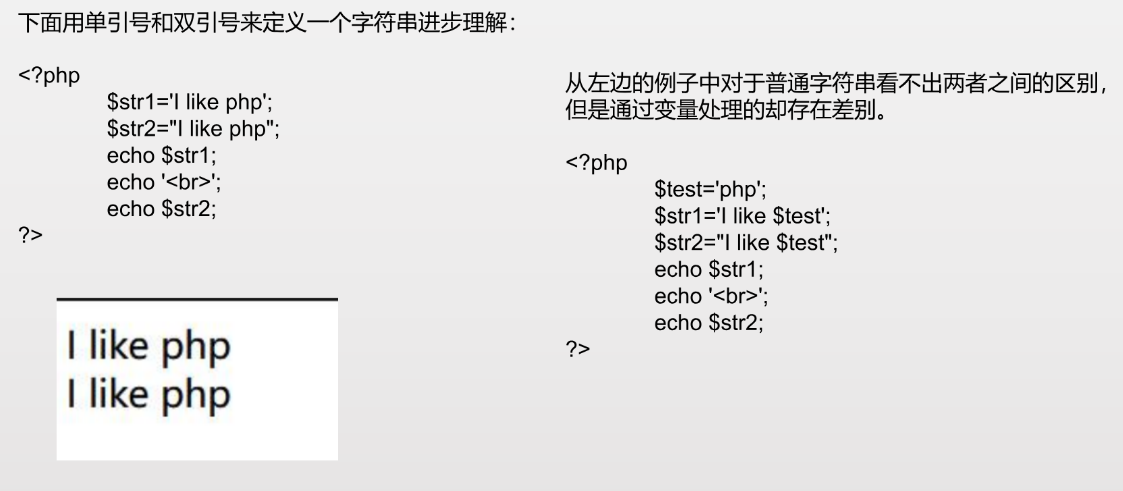 下面用单引号和双引号来定义一个字符串进步理解：
<?php
$str1='I like php';
$str2="I like php";
echo $str1;
echo '<br>';
echo $str2;
?>
I like php
I like php
从左边的例子中对于普通字符串看不出两者之间的区别，
但是通过变量处理的却存在差别。
<?php
$test='php';
$str1='I like $test';
$str2="I like $test";
echo $str1;
echo '<br>';
echo $str2;
?>